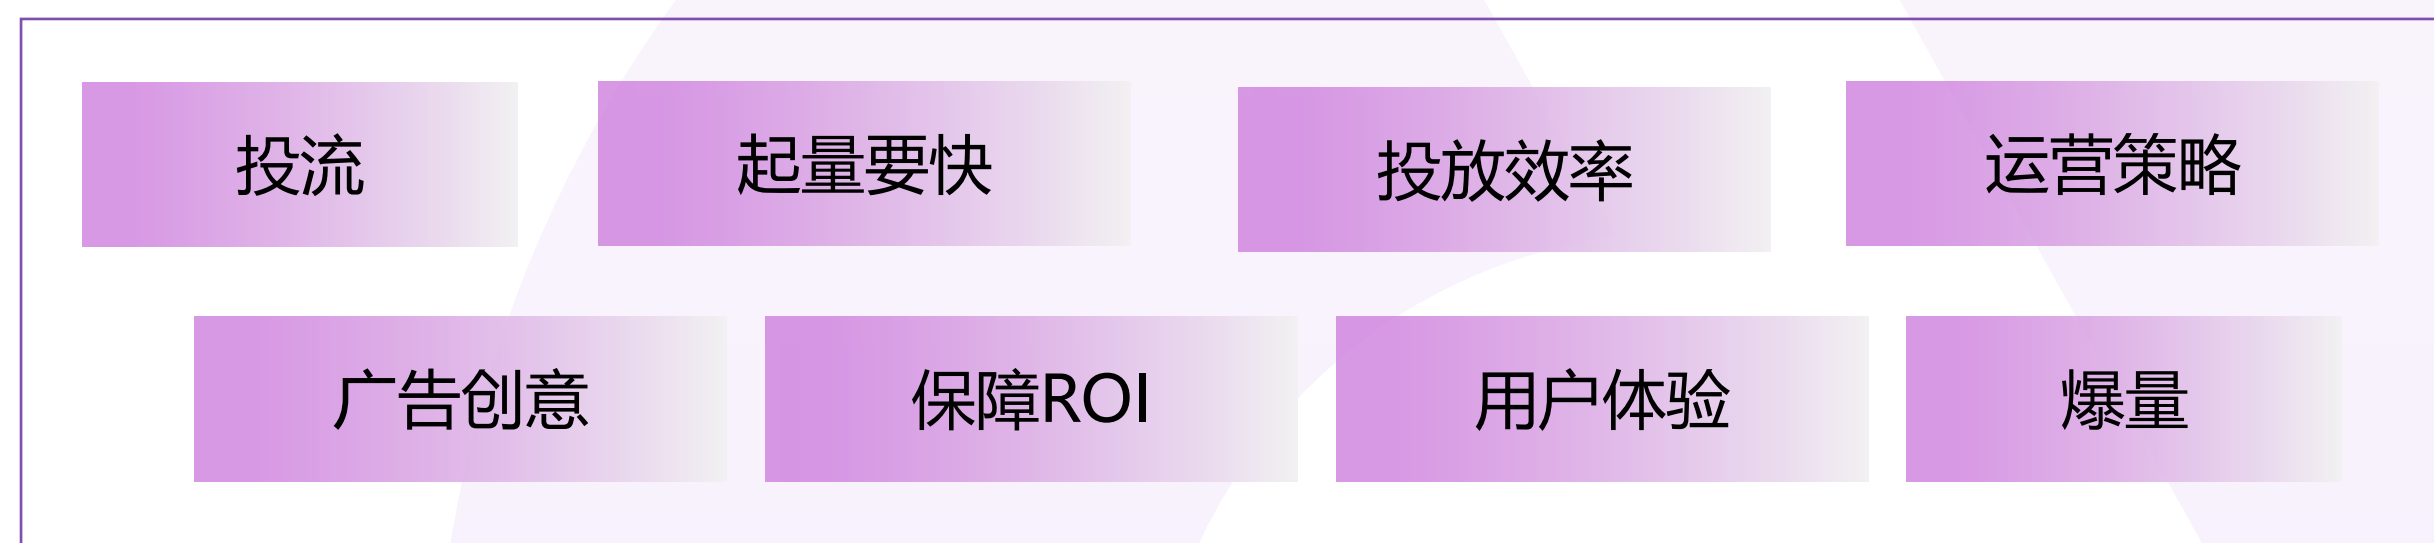 投流
起量要快
投放效率
运营策略
广告创意
保障ROI
用户体验
爆量